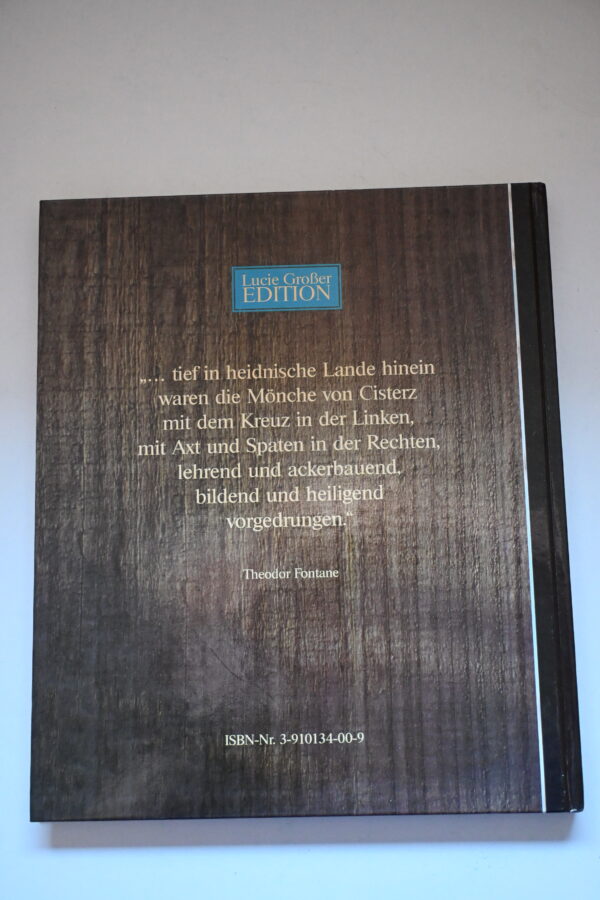 Lucie Großer
EDITION
„... tief in heidnische Lande hinein
waren die Mönche von Cisterz
mit dem Kreuz in der Linken,
mit Axt und Spaten in der Rechten,
lehrend und ackerbauend,
bildend und heiligend
vorgedrungen.“
Theodor Fontane
ISBN-Nr. 3-910134-00-9